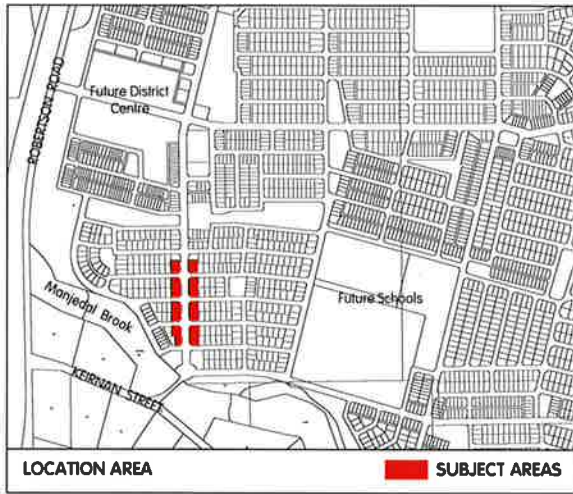 Future District
Centre
ROBERTSON ROAD
Future Schools
Manjedal Brook
KEIRNAN STREET
LOCATION AREA
SUBJECT AREAS